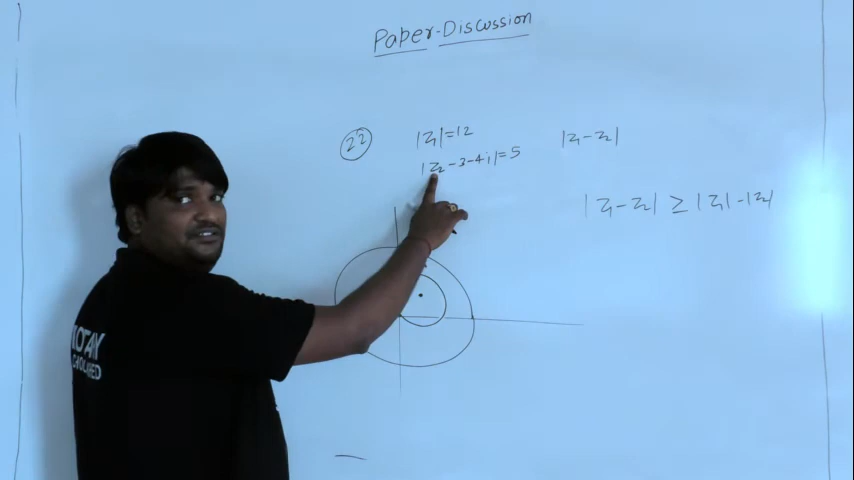 Paper-Discussion
22
|z₁|=12
|z₁-z₂|
|z₂-3-4i|=5
|z₁-z₂| ≥ |z₁|-|z₂|